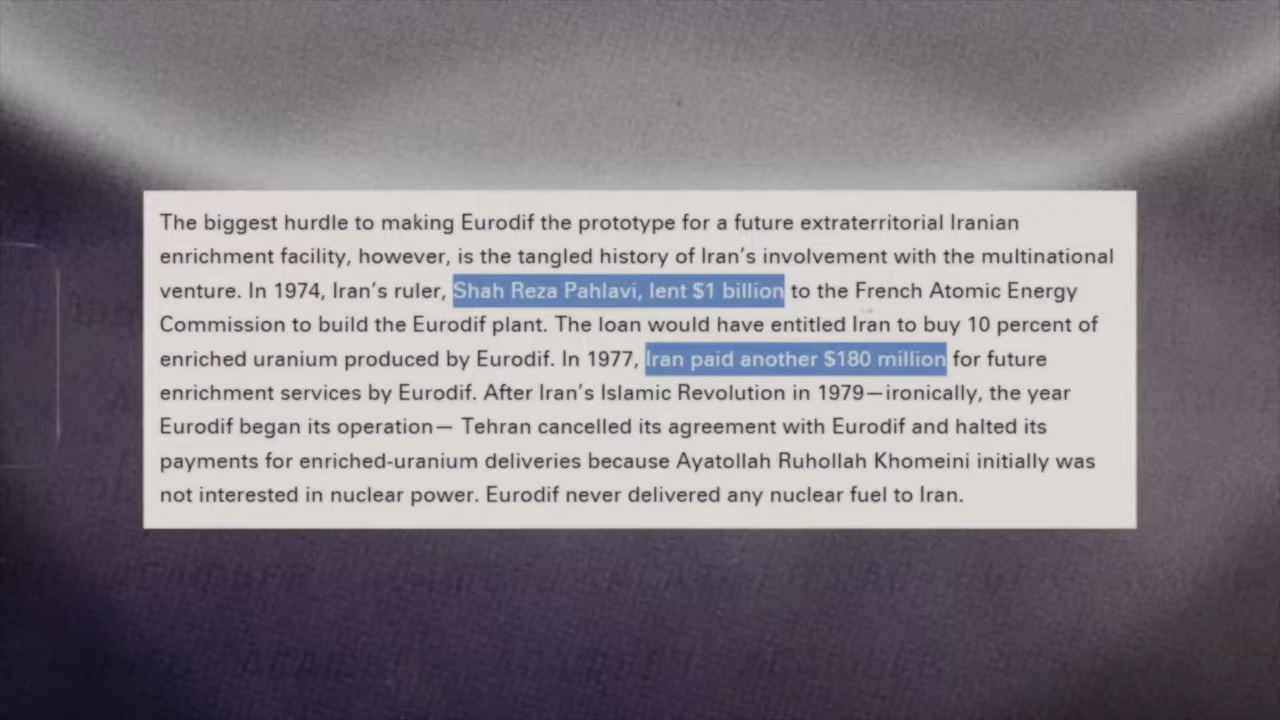 The biggest hurdle to making Eurodif the prototype for a future extraterritorial Iranian
enrichment facility, however, is the tangled history of Iran's involvement with the multinational
venture. In 1974, Iran's ruler, Shah Reza Pahlavi, lent $1 billion to the French Atomic Energy
Commission to build the Eurodif plant. The loan would have entitled Iran to buy 10 percent of
enriched uranium produced by Eurodif. In 1977, Iran paid another $180 million for future
enrichment services by Eurodif. After Iran's Islamic Revolution in 1979—ironically, the year
Eurodif began its operation— Tehran cancelled its agreement with Eurodif and halted its
payments for enriched-uranium deliveries because Ayatollah Ruhollah Khomeini initially was
not interested in nuclear power. Eurodif never delivered any nuclear fuel to Iran.